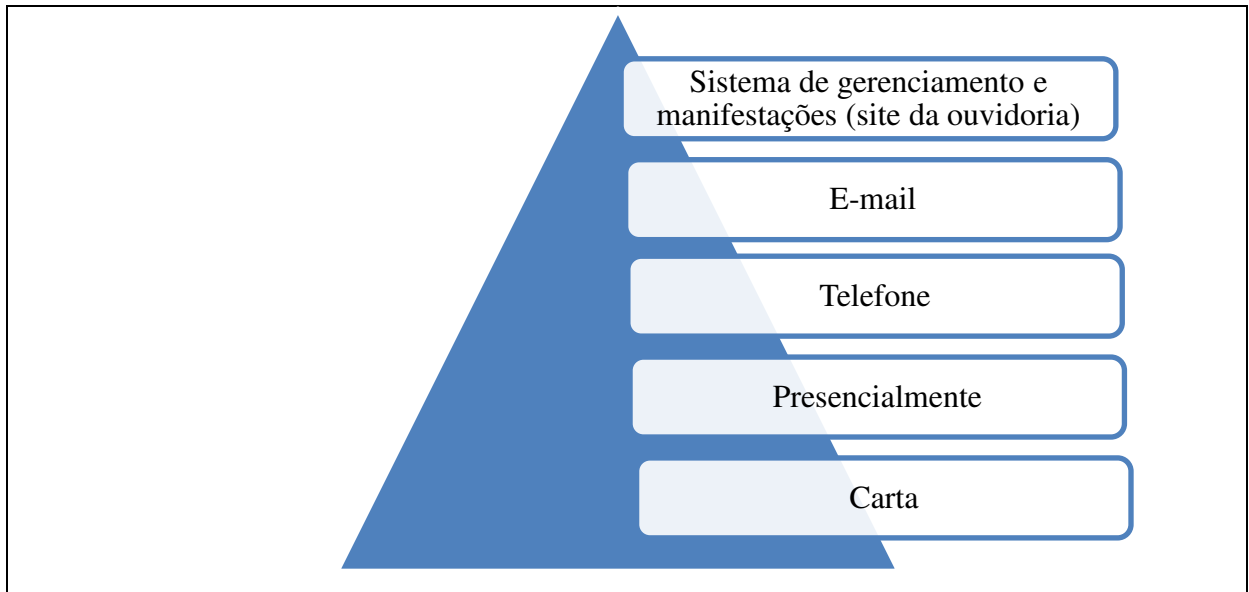 Sistema de gerenciamento e
manifestações (site da ouvidoria)
E-mail
Telefone
Presencialmente
Carta